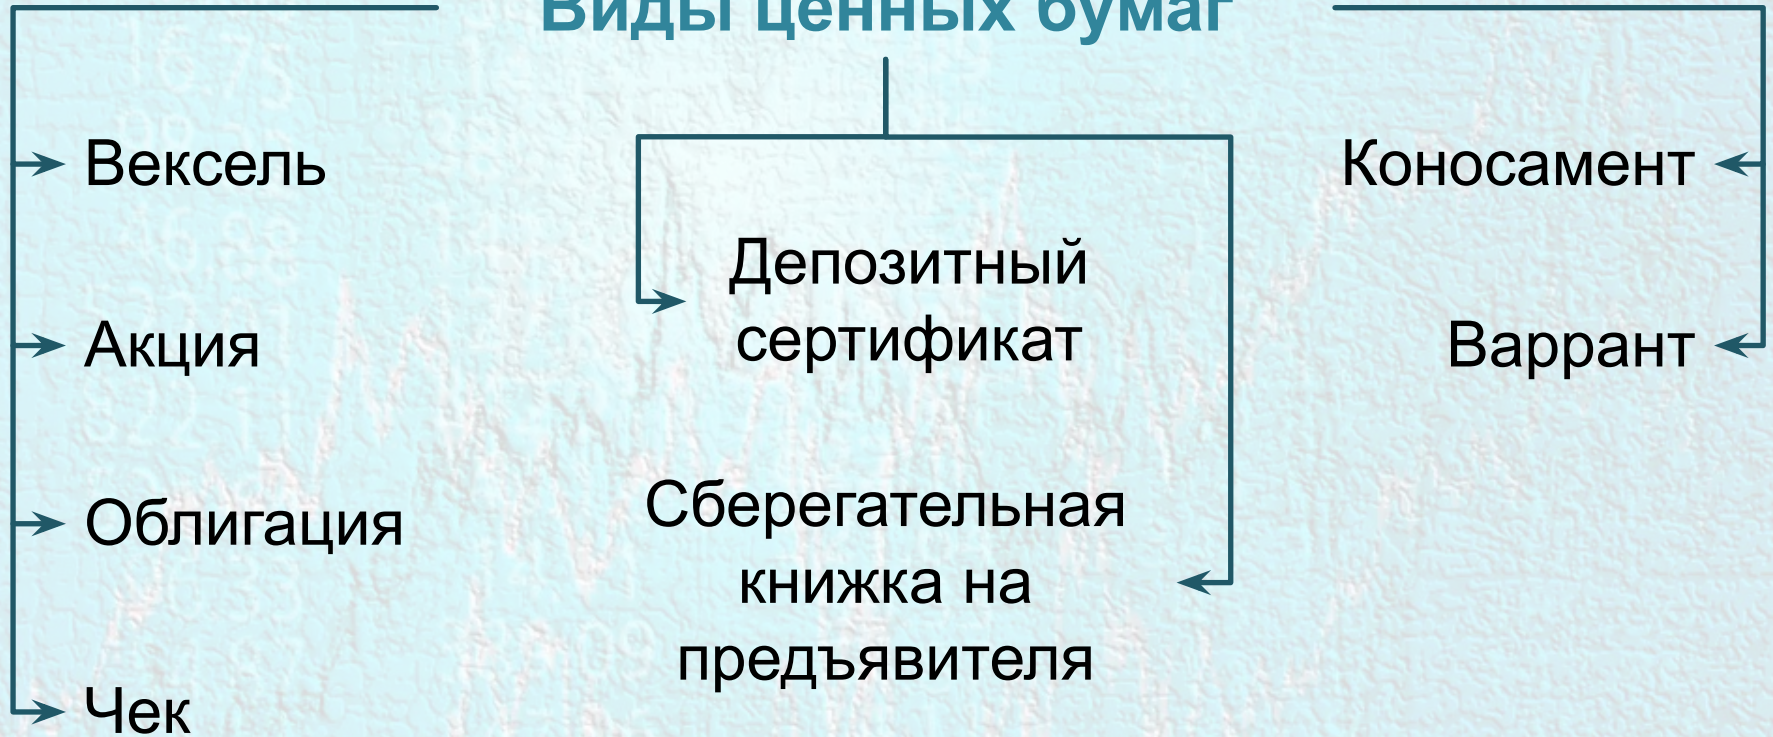 Виды ценных бумаг
Вексель
Акция
Облигация
Чек
Депозитный
сертификат
Сберегательная
книжка на
предъявителя
Коносамент
Варрант